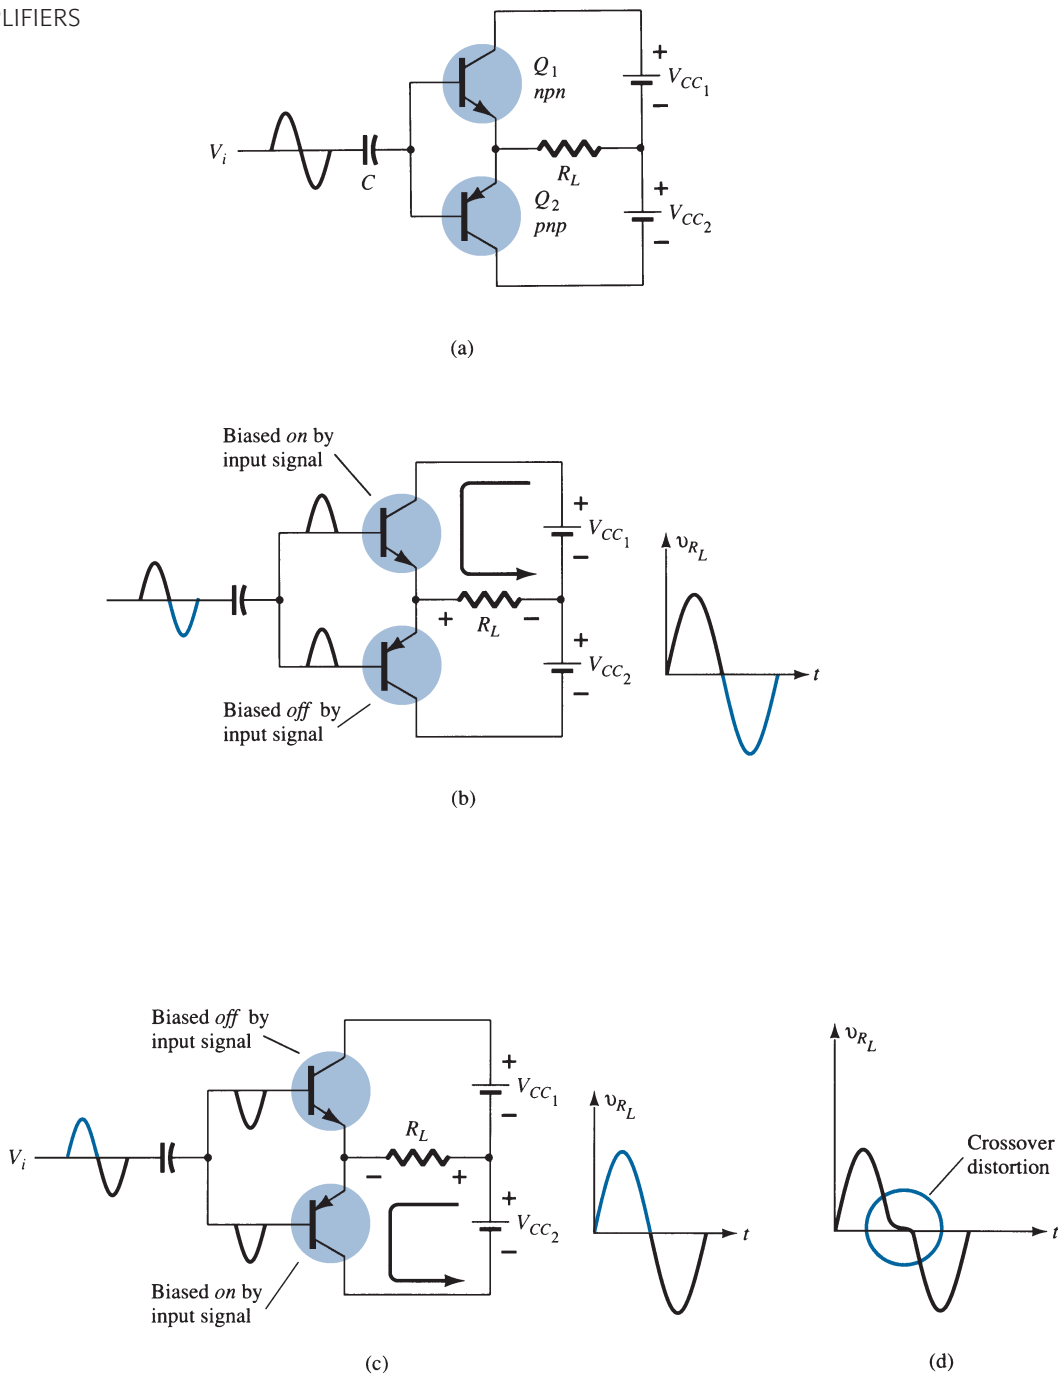 PLIFIERS
Q1
npn
+
VCC1
–
Vi
C
RL
Q2
pnp
+
VCC2
–
(a)
Biased on by
input signal
+
VCC1
–
υRL
+ RL –
+
VCC2
–
t
Biased off by
input signal
(b)
Biased off by
input signal
+
VCC1
–
υRL
υRL
Vi
RL
– +
Crossover
distortion
+
VCC2
–
t
t
Biased on by
input signal
(c)
(d)